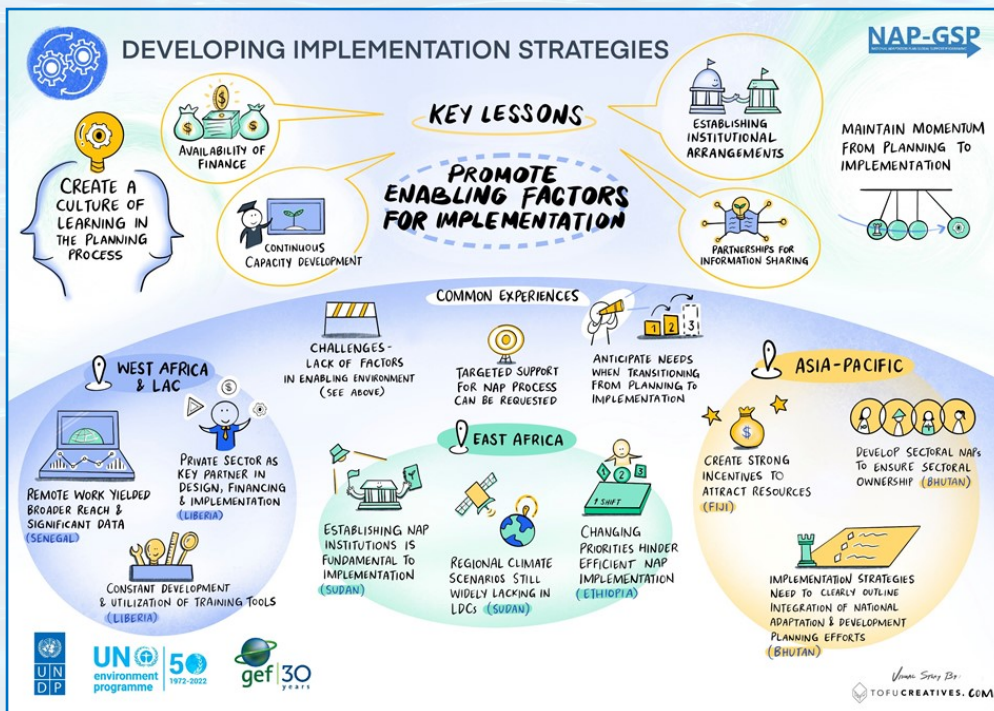 DEVELOPING IMPLEMENTATION STRATEGIES
NAP-GSP
KEY LESSONS
PROMOTE
ENABLING FACTORS
FOR IMPLEMENTATION
CREATE A
CULTURE OF
LEARNING IN
THE PLANNING
PROCESS
AVAILABILITY OF
FINANCE
CONTINUOUS
CAPACITY DEVELOPMENT
ESTABLISHING
INSTITUTIONAL
ARRANGEMENTS
PARTNERSHIPS FOR
INFORMATION SHARING
MAINTAIN MOMENTUM
FROM PLANNING TO
IMPLEMENTATION
COMMON EXPERIENCES
CHALLENGES-
LACK OF FACTORS
IN ENABLING ENVIRONMENT
(SEE ABOVE)
TARGETED SUPPORT
FOR NAP PROCESS
CAN BE REQUESTED
1 2 3
ANTICIPATE NEEDS
WHEN TRANSITIONING
FROM PLANNING TO
IMPLEMENTATION
WEST AFRICA
& LAC
REMOTE WORK YIELDED
BROADER REACH &
SIGNIFICANT DATA
(SENEGAL)
PRIVATE SECTOR AS
KEY PARTNER IN
DESIGN, FINANCING
& IMPLEMENTATION
(LIBERIA)
CONSTANT DEVELOPMENT
& UTILIZATION OF TRAINING TOOLS
(LIBERIA)
EAST AFRICA
ESTABLISHING NAP
INSTITUTIONS IS
FUNDAMENTAL TO
IMPLEMENTATION
(SUDAN)
REGIONAL CLIMATE
SCENARIOS STILL
WIDELY LACKING IN
LDCs (SUDAN)
1 2 3
↑ SHIFT
CHANGING
PRIORITIES HINDER
EFFICIENT NAP
IMPLEMENTATION
(ETHIOPIA)
ASIA-PACIFIC
CREATE STRONG
INCENTIVES TO
ATTRACT RESOURCES
(FIJI)
DEVELOP SECTORAL NAPs
TO ENSURE SECTORAL
OWNERSHIP (BHUTAN)
IMPLEMENTATION STRATEGIES
NEED TO CLEARLY OUTLINE
INTEGRATION OF NATIONAL
ADAPTATION & DEVELOPMENT
PLANNING EFFORTS
(BHUTAN)
U N
D P
UN
environment
programme
50
1972-2022
gef
30
years
Visual Story By:
TOFUCREATIVES.COM